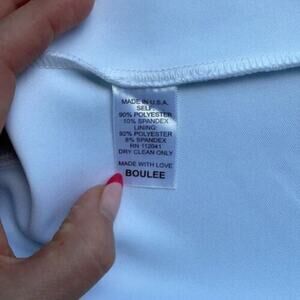 MADE IN U.S.A.
SELF:
90% POLYESTER
10% SPANDEX
LINING:
92% POLYESTER
8% SPANDEX
RN 112041
DRY CLEAN ONLY
MADE WITH LOVE
BOULEE